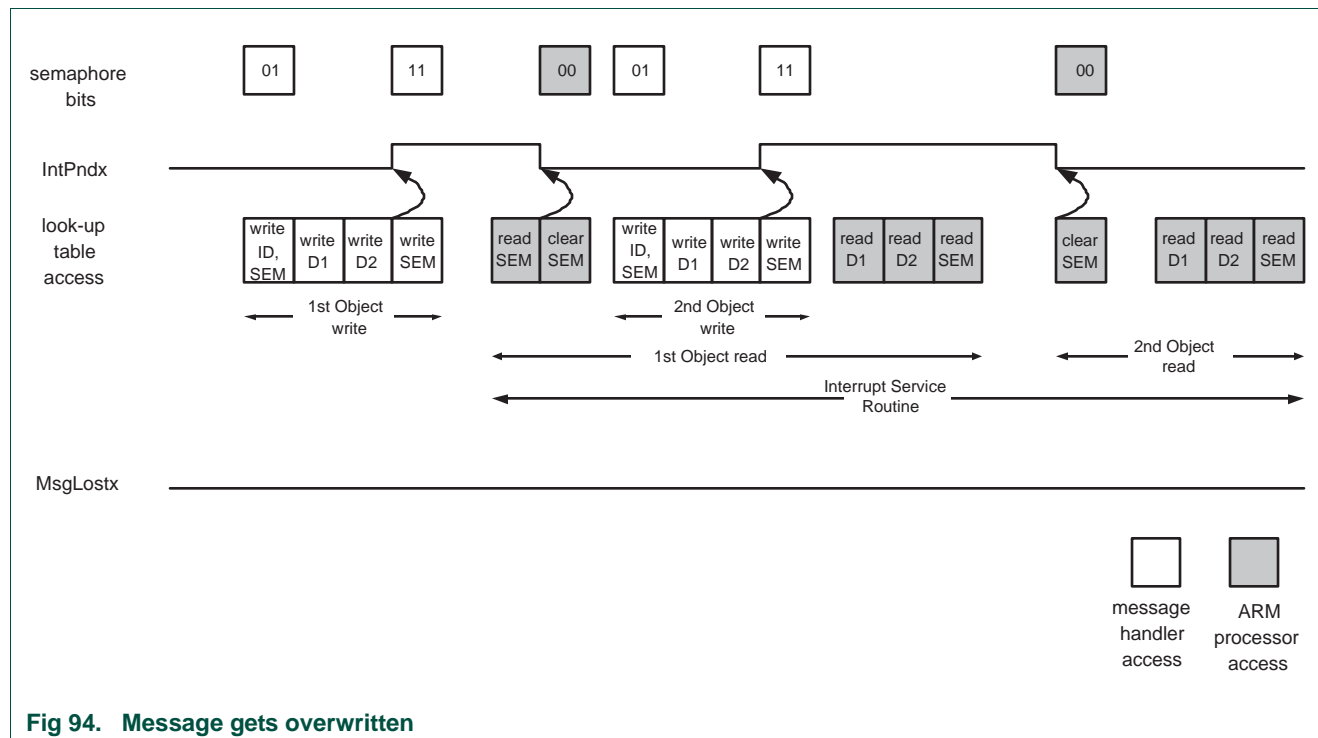 semaphore
bits
01
11
00
01
11
00
IntPndx
look-up
table
access
write
ID,
SEM
write
D1
write
D2
write
SEM
read
SEM
clear
SEM
write
ID,
SEM
write
D1
write
D2
write
SEM
read
D1
read
D2
read
SEM
clear
SEM
read
D1
read
D2
read
SEM
1st Object
write
2nd Object
write
1st Object read
2nd Object
read
Interrupt Service
Routine
MsgLostx
message
handler
access
ARM
processor
access
Fig 94. Message gets overwritten